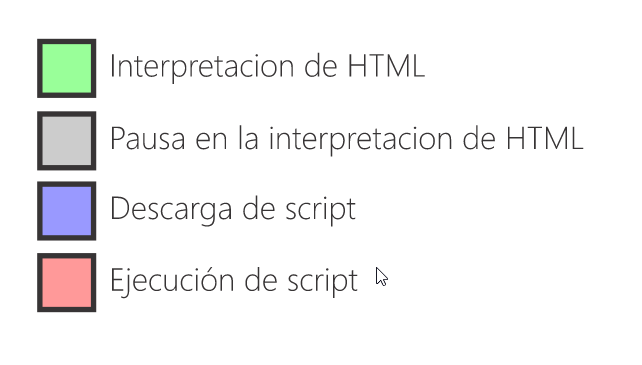 Interpretacion de HTML
Pausa en la interpretacion de HTML
Descarga de script
Ejecución de script